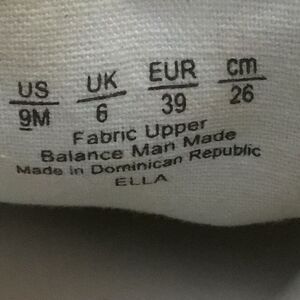 US UK EUR cm
9M 6 39 26
Fabric Upper
Balance Man Made
Made in Dominican Republic
ELLA